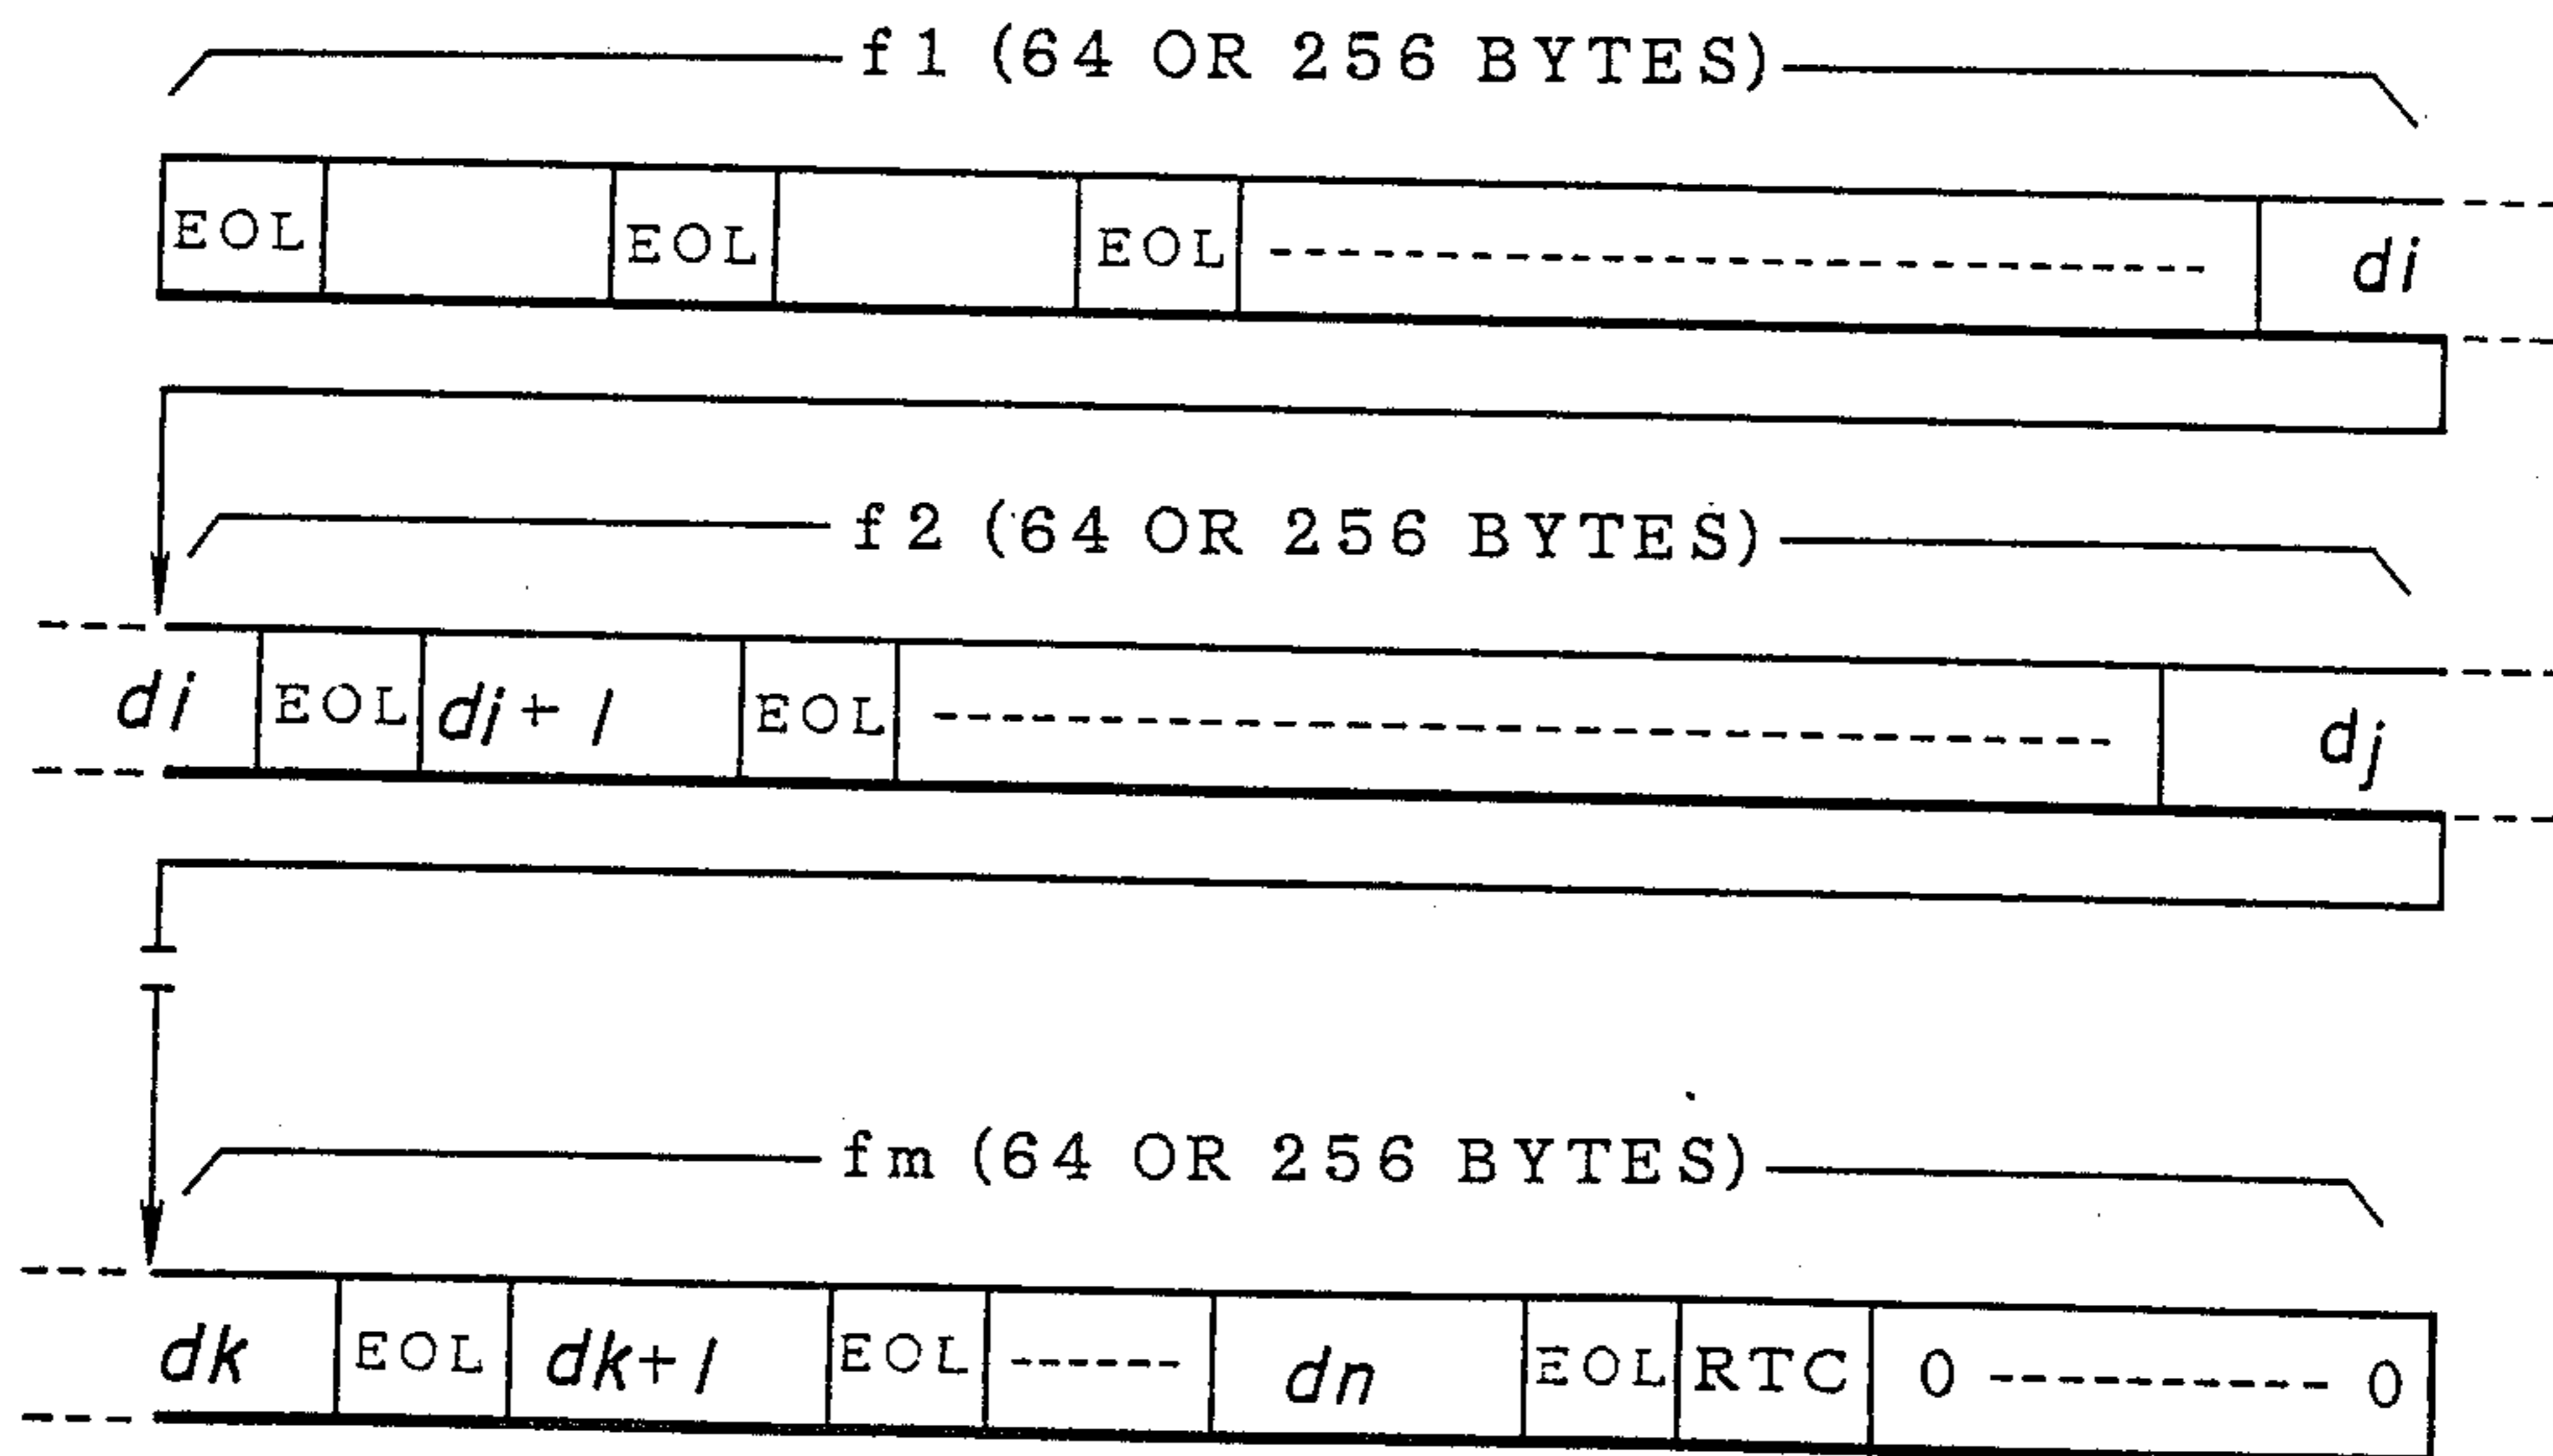 f1 (64 OR 256 BYTES)
EOL EOL EOL di
f2 (64 OR 256 BYTES)
di EOL di+1 EOL dj
fm (64 OR 256 BYTES)
dk EOL dk+1 EOL dn EOL RTC 0 0